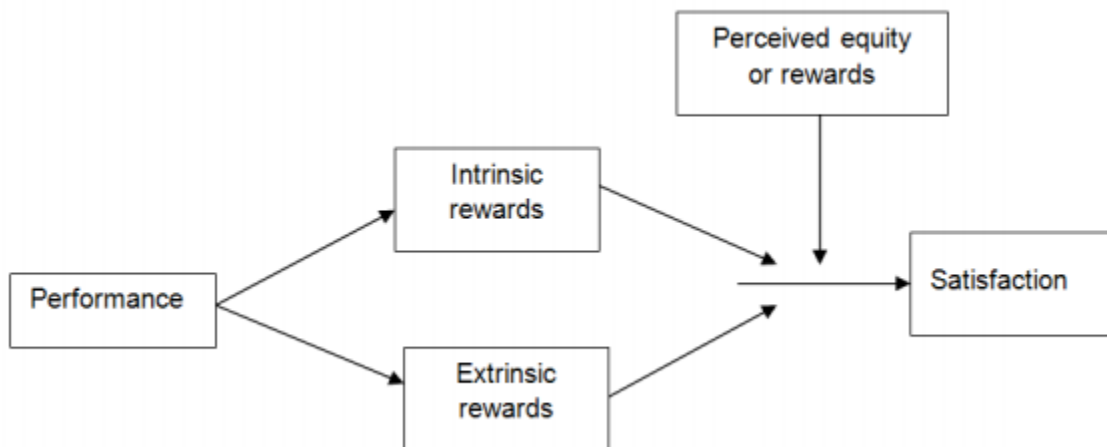 Perceived equity
or rewards
Intrinsic
rewards
Performance
Satisfaction
Extrinsic
rewards